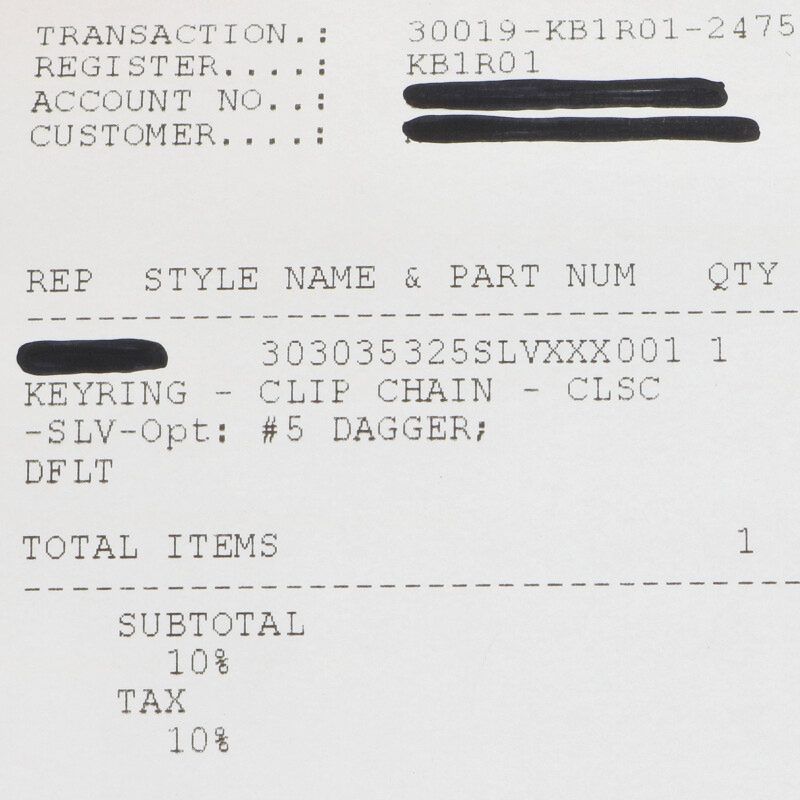 TRANSACTION.: 30019-KB1R01-2475
REGISTER....: KB1R01
ACCOUNT NO..:
CUSTOMER....:
REP STYLE NAME & PART NUM QTY
303035325SLVXXX001 1
KEYRING - CLIP CHAIN - CLSC
-SLV-Opt: #5 DAGGER;
DFLT
TOTAL ITEMS 1
SUBTOTAL
10%
TAX
10%